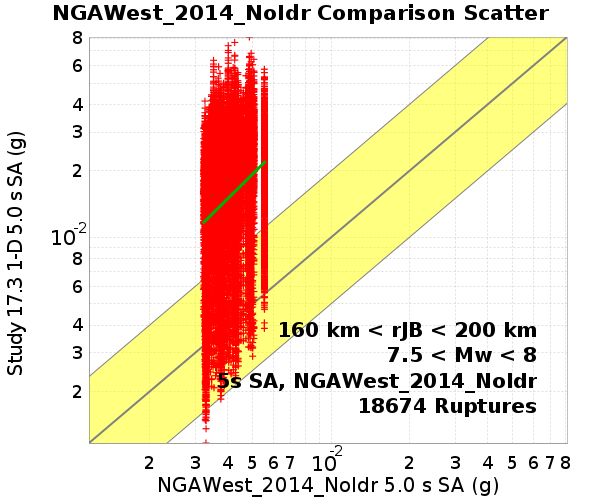 NGAWest_2014_NoIdr Comparison Scatter
8
6
4
3
2
10-2
8
6
4
3
2
Study 17.3 1-D 5.0 s SA (g)
160 km < rJB < 200 km
7.5 < Mw < 8
5s SA, NGAWest_2014_NoIdr
18674 Ruptures
2 3 4 5 6 7 10-2 2 3 4 5 6 7 8
NGAWest_2014_NoIdr 5.0 s SA (g)